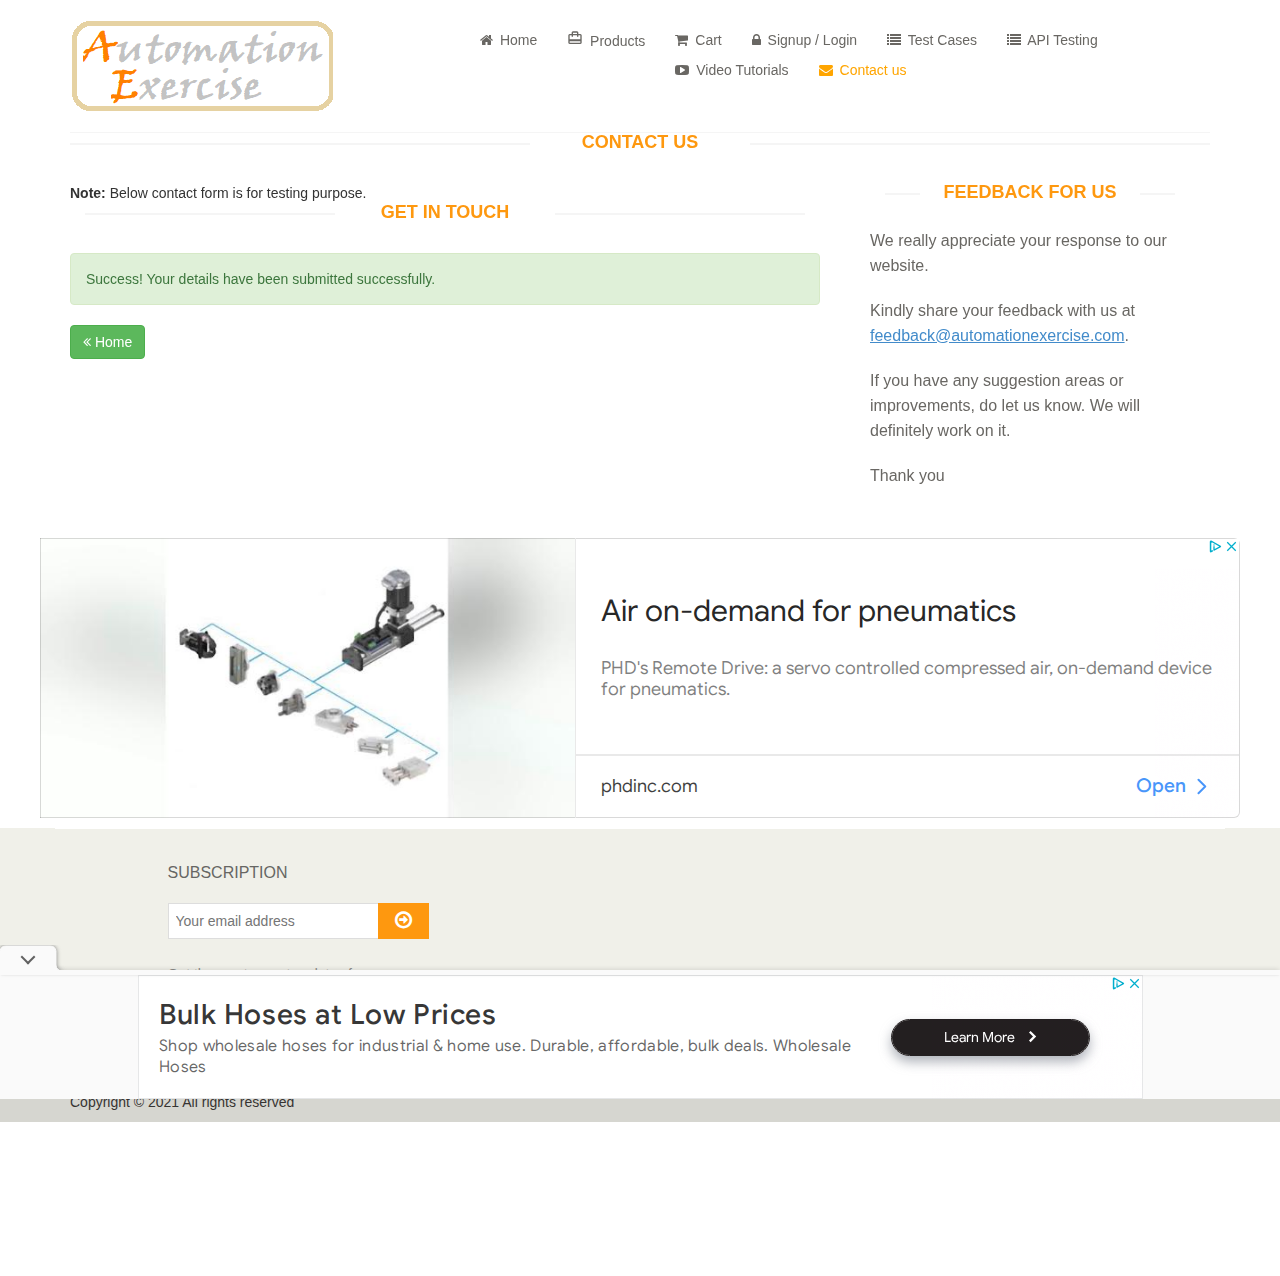 Automation
Exercise
Home
Products
Cart
Signup / Login
Test Cases
API Testing
Video Tutorials
Contact us
CONTACT US
Note: Below contact form is for testing purpose.
GET IN TOUCH
Success! Your details have been submitted successfully.
Home
FEEDBACK FOR US
We really appreciate your response to our
website.
Kindly share your feedback with us at
feedback@automationexercise.com.
If you have any suggestion areas or
improvements, do let us know. We will
definitely work on it.
Thank you
Air on-demand for pneumatics
PHD's Remote Drive: a servo controlled compressed air, on-demand device
for pneumatics.
phdinc.com
Open
SUBSCRIPTION
Your email address
Bulk Hoses at Low Prices
Shop wholesale hoses for industrial & home use. Durable, affordable, bulk deals. Wholesale
Hoses
Learn More
Copyright © 2021 All rights reserved